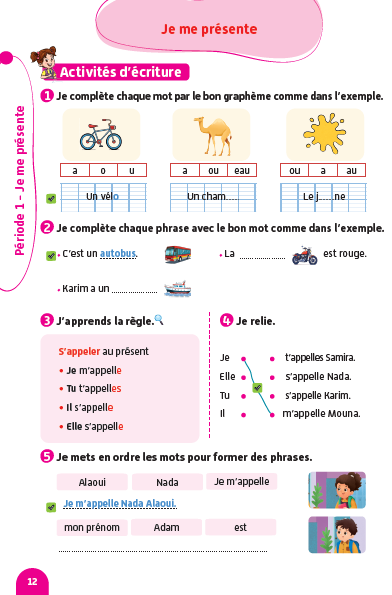 Je me présente
Période 1 - Je me présente
Activités d'écriture
1 Je complète chaque mot par le bon graphème comme dans l'exemple.
a o u
a ou eau
ou a au
Un vélo
Un cham....
Le j.....ne
2 Je complète chaque phrase avec le bon mot comme dans l'exemple.
• C'est un autobus.
• La ............... est rouge.
• Karim a un ...............
3 J'apprends la règle.
S'appeler au présent
• Je m'appelle
• Tu t'appelles
• Il s'appelle
• Elle s'appelle
4 Je relie.
Je • • t'appelles Samira.
Elle • • s'appelle Nada.
Tu • • s'appelle Karim.
Il • • m'appelle Mouna.
5 Je mets en ordre les mots pour former des phrases.
Alaoui Nada Je m'appelle
Je m'appelle Nada Alaoui.
mon prénom Adam est
......................................................................
12